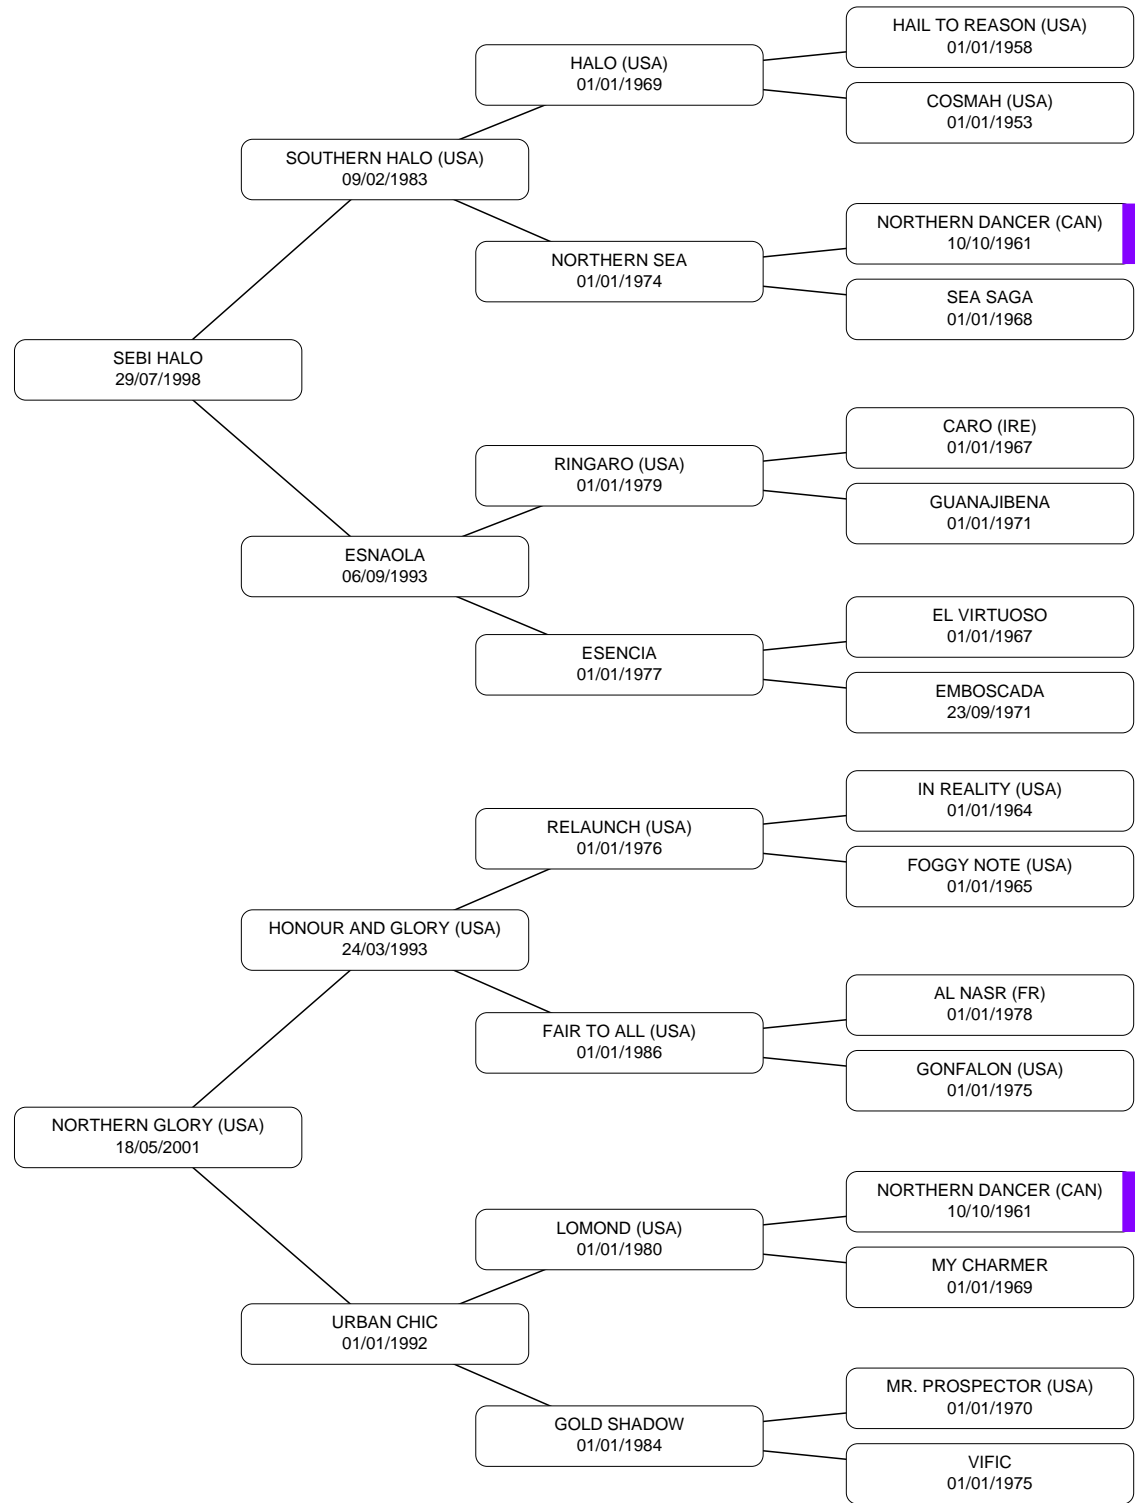 HAIL TO REASON (USA)
01/01/1958
HALO (USA)
01/01/1969
COSMAH (USA)
01/01/1953
SOUTHERN HALO (USA)
09/02/1983
NORTHERN DANCER (CAN)
10/10/1961
NORTHERN SEA
01/01/1974
SEA SAGA
01/01/1968
SEBI HALO
29/07/1998
CARO (IRE)
01/01/1967
RINGARO (USA)
01/01/1979
GUANAJIBENA
01/01/1971
ESNAOLA
06/09/1993
EL VIRTUOSO
01/01/1967
ESENCIA
01/01/1977
EMBOSCADA
23/09/1971
IN REALITY (USA)
01/01/1964
RELAUNCH (USA)
01/01/1976
FOGGY NOTE (USA)
01/01/1965
HONOUR AND GLORY (USA)
24/03/1993
AL NASR (FR)
01/01/1978
FAIR TO ALL (USA)
01/01/1986
GONFALON (USA)
01/01/1975
NORTHERN GLORY (USA)
18/05/2001
NORTHERN DANCER (CAN)
10/10/1961
LOMOND (USA)
01/01/1980
MY CHARMER
01/01/1969
URBAN CHIC
01/01/1992
MR. PROSPECTOR (USA)
01/01/1970
GOLD SHADOW
01/01/1984
VIFIC
01/01/1975